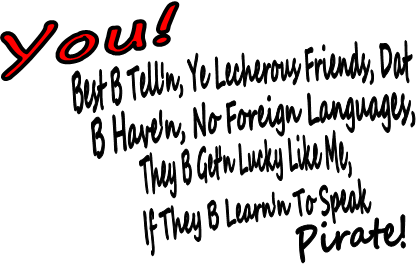 You!
Best B Tell'n, Ye Lecherous Friends, Dat
B Have'n, No Foreign Languages,
They B Get'n Lucky Like Me,
If They B Learn'n To Speak
Pirate!